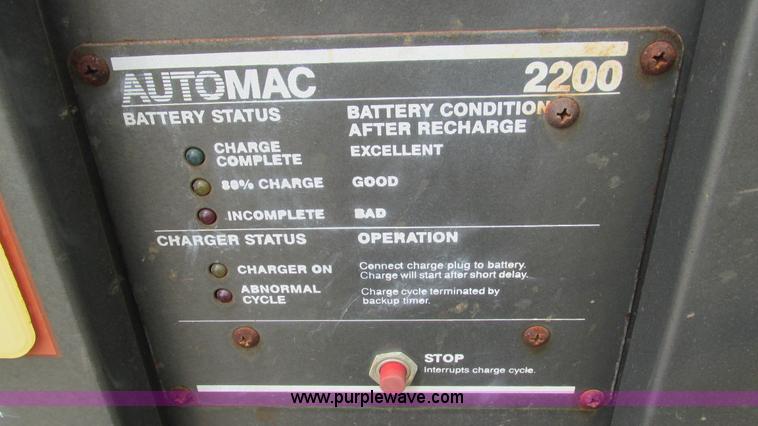 AUTOMAC 2200
BATTERY STATUS
BATTERY CONDITION
AFTER RECHARGE
CHARGE
COMPLETE
EXCELLENT
80% CHARGE
GOOD
INCOMPLETE
BAD
CHARGER STATUS
OPERATION
CHARGER ON
Connect charge plug to battery.
Charge will start after short delay.
ABNORMAL
CYCLE
Charge cycle terminated by
backup timer.
STOP
Interrupts charge cycle.
www.purplewave.com